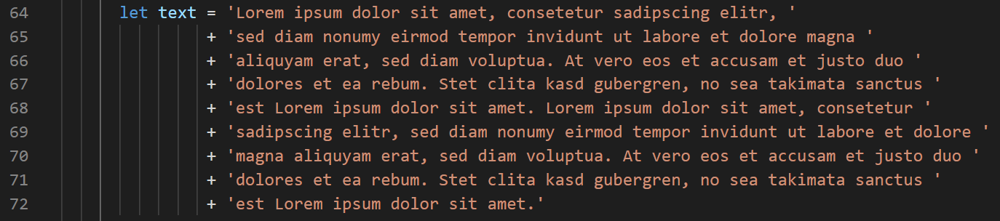 64 let text = 'Lorem ipsum dolor sit amet, consetetur sadipscing elitr, '
65 + 'sed diam nonumy eirmod tempor invidunt ut labore et dolore magna '
66 + 'aliquyam erat, sed diam voluptua. At vero eos et accusam et justo duo '
67 + 'dolores et ea rebum. Stet clita kasd gubergren, no sea takimata sanctus '
68 + 'est Lorem ipsum dolor sit amet. Lorem ipsum dolor sit amet, consetetur '
69 + 'sadipscing elitr, sed diam nonumy eirmod tempor invidunt ut labore et dolore '
70 + 'magna aliquyam erat, sed diam voluptua. At vero eos et accusam et justo duo '
71 + 'dolores et ea rebum. Stet clita kasd gubergren, no sea takimata sanctus '
72 + 'est Lorem ipsum dolor sit amet.'